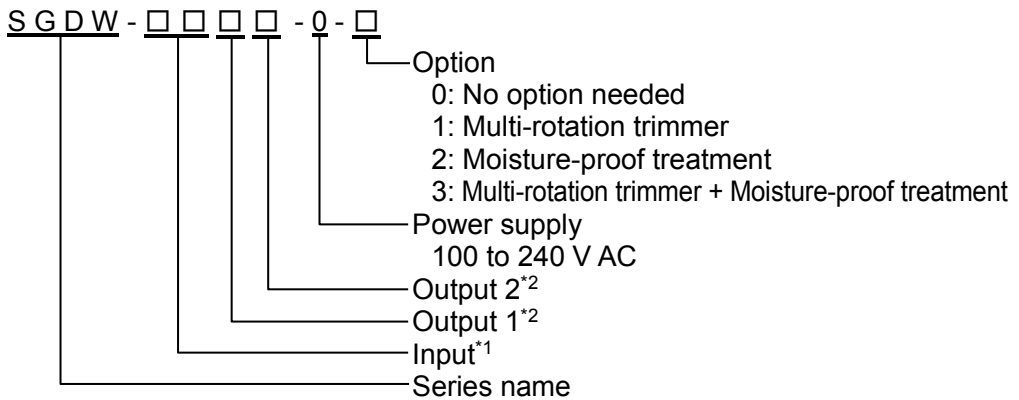 SGDW-□□□□-0-□
Option
0: No option needed
1: Multi-rotation trimmer
2: Moisture-proof treatment
3: Multi-rotation trimmer + Moisture-proof treatment
Power supply
100 to 240 V AC
Output 2*2
Output 1*2
Input*1
Series name